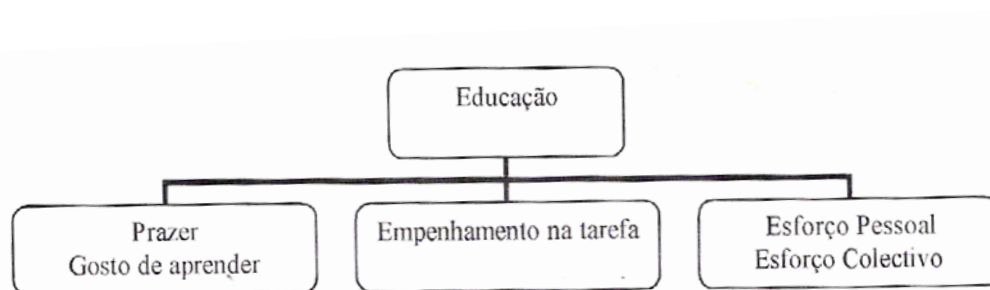 Educação
Prazer
Gosto de aprender
Empenhamento na tarefa
Esforço Pessoal
Esforço Colectivo